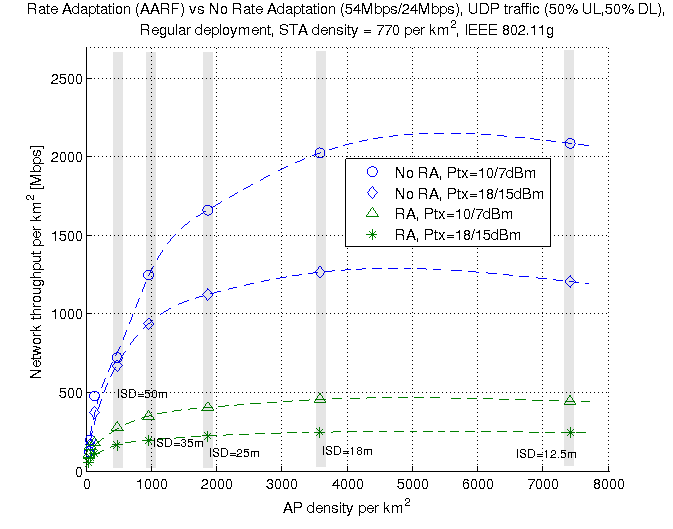 Rate Adaptation (AARF) vs No Rate Adaptation (54Mbps/24Mbps), UDP traffic (50% UL,50% DL),
Regular deployment, STA density = 770 per km², IEEE 802.11g
2500
2000
1500
1000
500
0
Network throughput per km² [Mbps]
No RA, Ptx=10/7dBm
No RA, Ptx=18/15dBm
RA, Ptx=10/7dBm
RA, Ptx=18/15dBm
ISD=50m
ISD=35m
ISD=25m
ISD=18m
ISD=12.5m
0 1000 2000 3000 4000 5000 6000 7000 8000
AP density per km²